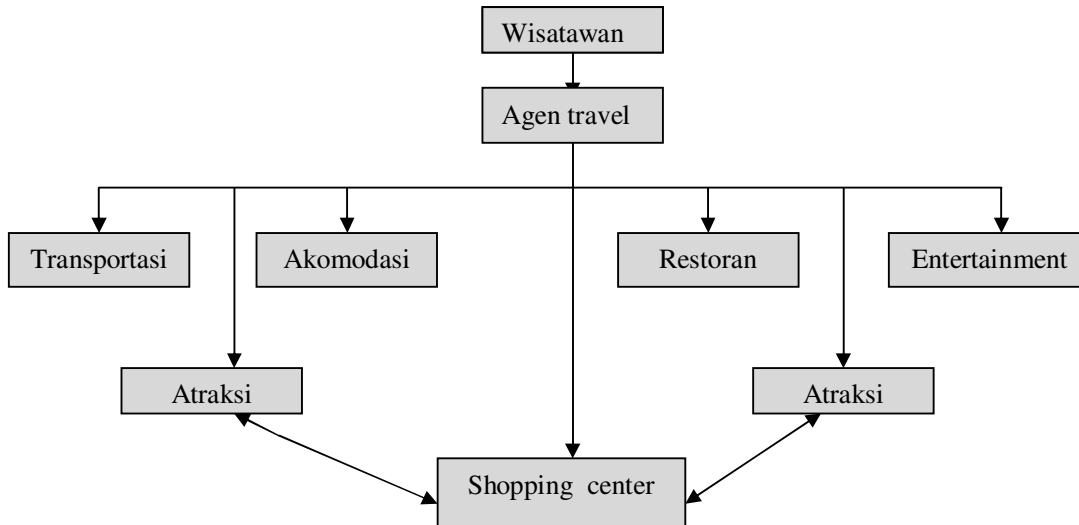 Wisatawan
Agen travel
Transportasi
Akomodasi
Restoran
Entertainment
Atraksi
Atraksi
Shopping center